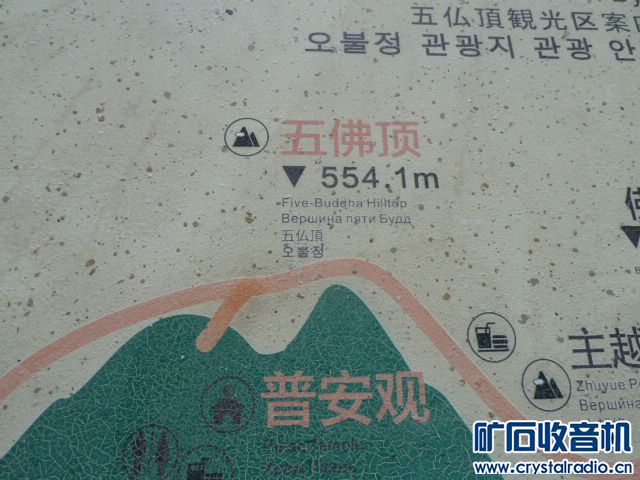 五仏頂観光区案
오불정 관광지 관광 안
五佛顶
▼ 554.1m
Five-Buddha Hilltop
Вершина пяти Будд
五仏頂
오불정
主越
Zhuyue
Вершина
普安观
矿石收音机
www.crystalradio.cn